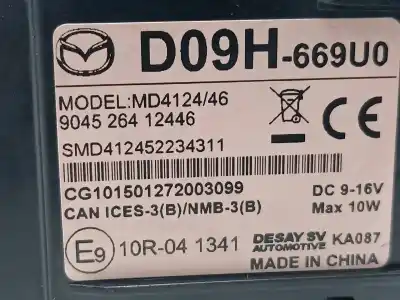 D09H-669U0
MODEL:MD4124/46
9045 264 12446
SMD412452234311
CG101501272003099
DC 9-16V
CAN ICES-3(B)/NMB-3(B)
Max 10W
E9 10R-04 1341
DESAY SV
AUTOMOTIVE
KA087
MADE IN CHINA